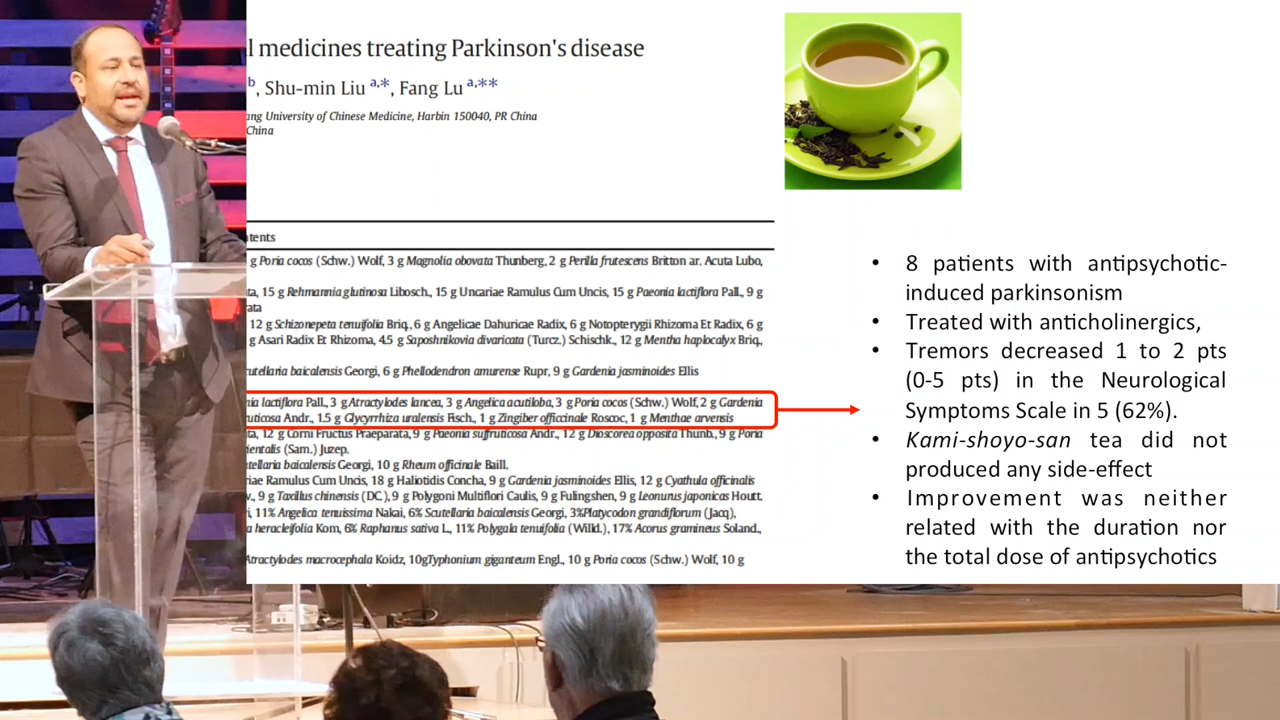 l medicines treating Parkinson's disease
b, Shu-min Liu a,*, Fang Lu a,**
ang University of Chinese Medicine, Harbin 150040, PR China
China
tents
g Poria cocos (Schw.) Wolf, 3 g Magnolia obovata Thunberg, 2 g Perilla frutescens Britton ar. Acuta Lubo,
ta, 15 g Rehmannia glutinosa Libosch., 15 g Uncariae Ramulus Cum Uncis, 15 g Paeonia lactiflora Pall., 9 g
rata
12 g Schizonepeta tenuifolia Briq., 6 g Angelicae Dahuricae Radix, 6 g Notopterygii Rhizoma Et Radix, 6 g
g Asari Radix Et Rhizoma, 4.5 g Saposhnikovia divaricata (Turcz.) Schischk., 12 g Mentha haplocalyx Briq.,
cutellaria baicalensis Georgi, 6 g Phellodendron amurense Rupr, 9 g Gardenia jasminoides Ellis
nia lactiflora Pall., 3 g Atractylodes lancea, 3 g Angelica acutiloba, 3 g Poria cocos (Schw.) Wolf, 2 g Gardenia
ruticosa Andr., 1.5 g Glycyrrhiza uralensis Fisch., 1 g Zingiber officcinale Roscoc, 1 g Menthae arvensis
ta, 12 g Corni Fructus Praeparata, 9 g Paeonia suffruticosa Andr., 12 g Dioscorea opposita Thunb., 9 g Poria
ientalis (Sam.) Juzep.
tellaria baicalensis Georgi, 10 g Rheum officinale Baill.
riae Ramulus Cum Uncis, 18 g Haliotidis Concha, 9 g Gardenia jasminoides Ellis, 12 g Cyathula officinalis
v., 9 g Taxillus chinensis (DC.), 9 g Polygoni Multiflori Caulis, 9 g Fulingshen, 9 g Leonurus japonicas Houtt.
i, 11% Angelica tenuissima Nakai, 6% Scutellaria baicalensis Georgi, 3%Platycodon grandiflorum (Jacq.),
a heracleifolia Kom, 6% Raphanus sativa L., 11% Polygala tenuifolia (Willd.), 17% Acorus gramineus Soland.,
Atractylodes macrocephala Koidz, 10gTyphonium giganteum Engl., 10 g Poria cocos (Schw.) Wolf, 10 g
• 8 patients with antipsychotic-
induced parkinsonism
• Treated with anticholinergics,
• Tremors decreased 1 to 2 pts
(0-5 pts) in the Neurological
Symptoms Scale in 5 (62%).
• Kami-shoyo-san tea did not
produced any side-effect
• Improvement was neither
related with the duration nor
the total dose of antipsychotics